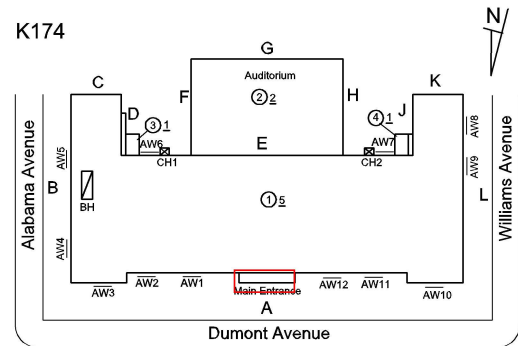 K174
N
G
C
Auditorium
K
F
② 2
H
D
J
③ 1
④ 1
AW6
AW7
AW8
AW5
E
AW9
CH1
CH2
Alabama Avenue
B
BH
① 5
L
Williams Avenue
AW4
AW3
AW2
AW1
Main Entrance
AW12
AW11
AW10
A
Dumont Avenue